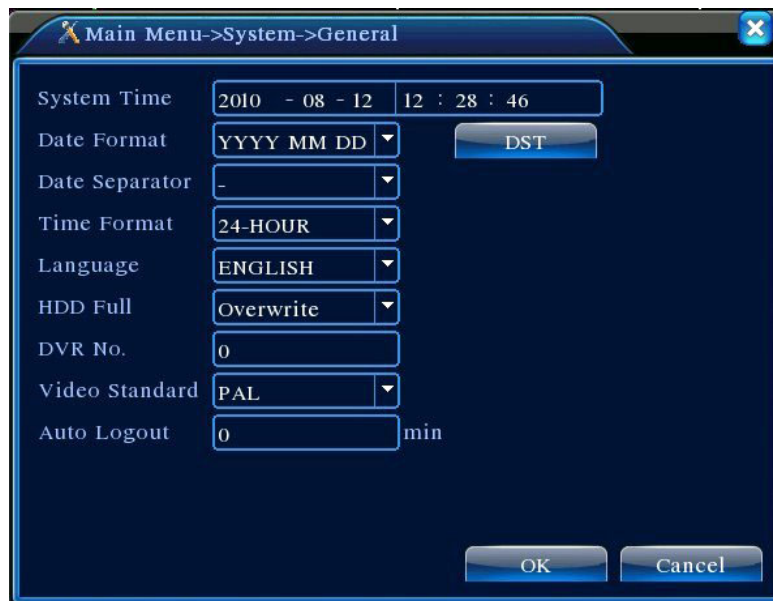 Main Menu->System->General
System Time 2010 - 08 - 12 12 : 28 : 46
Date Format YYYY MM DD DST
Date Separator -
Time Format 24-HOUR
Language ENGLISH
HDD Full Overwrite
DVR No. 0
Video Standard PAL
Auto Logout 0 min
OK Cancel